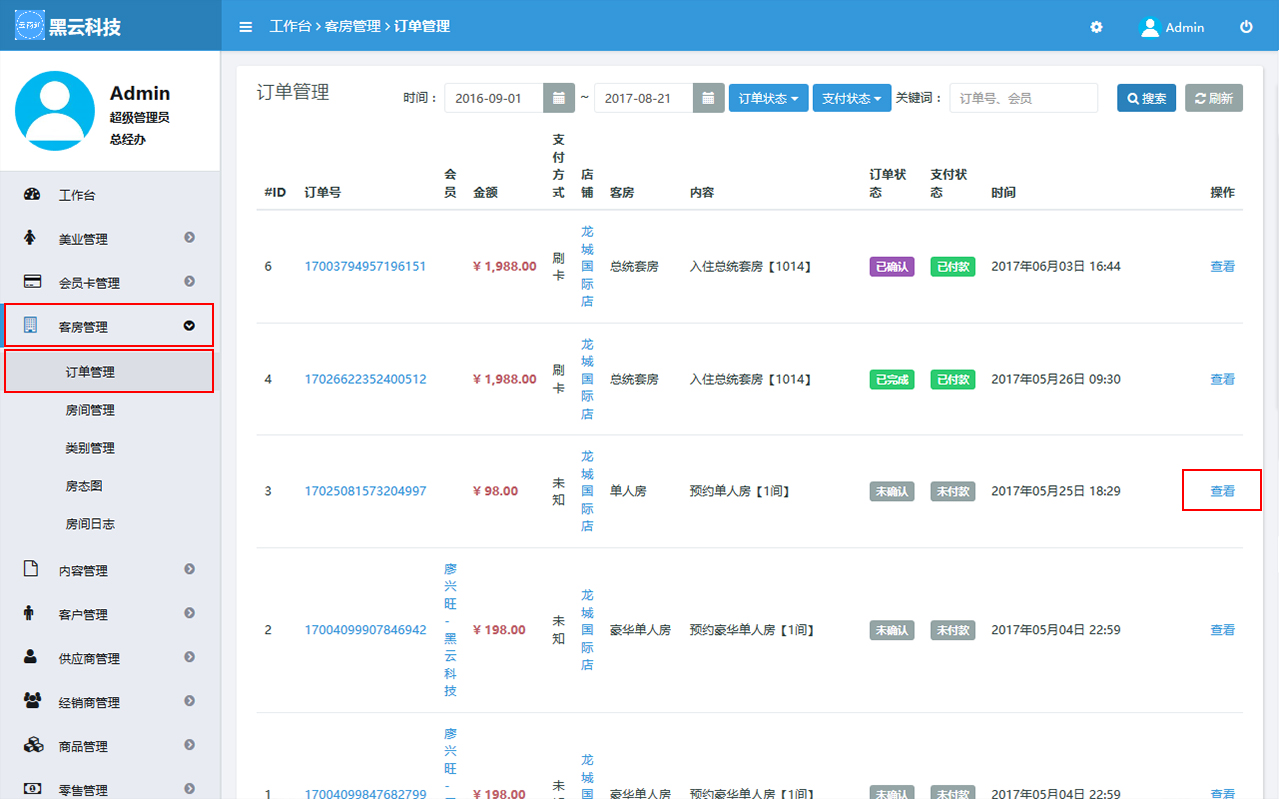 黑云科技
工作台 › 客房管理 › 订单管理
Admin
Admin
超级管理员
总经办
工作台
美业管理
会员卡管理
客房管理
订单管理
房间管理
类别管理
房态图
房间日志
内容管理
客户管理
供应商管理
经销商管理
商品管理
零售管理
订单管理
时间： 2016-09-01 ~ 2017-08-21 订单状态 支付状态 关键词： 订单号、会员 搜索 刷新
#ID 订单号 会员 金额 支付方式 店铺 客房 内容 订单状态 支付状态 时间 操作
6 17003794957196151 ¥ 1,988.00 刷卡 龙城国际店 总统套房 入住总统套房【1014】 已确认 已付款 2017年06月03日 16:44 查看
4 17026622352400512 ¥ 1,988.00 刷卡 龙城国际店 总统套房 入住总统套房【1014】 已完成 已付款 2017年05月26日 09:30 查看
3 17025081573204997 ¥ 98.00 未知 龙城国际店 单人房 预约单人房【1间】 未确认 未付款 2017年05月25日 18:29 查看
2 17004099907846942 廖兴旺-黑云科技 ¥ 198.00 未知 龙城国际店 豪华单人房 预约豪华单人房【1间】 未确认 未付款 2017年05月04日 22:59 查看
1 17004099847682799 廖兴旺- ¥ 198.00 未 龙城国 豪华单人房 预约豪华单人房【1间】 未确认 未付款 2017年05月04日 22:59 查看